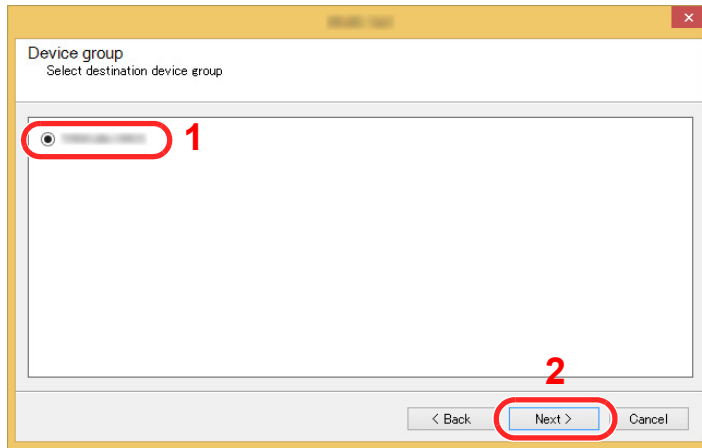 Device group
Select destination device group
1
2
< Back
Next >
Cancel